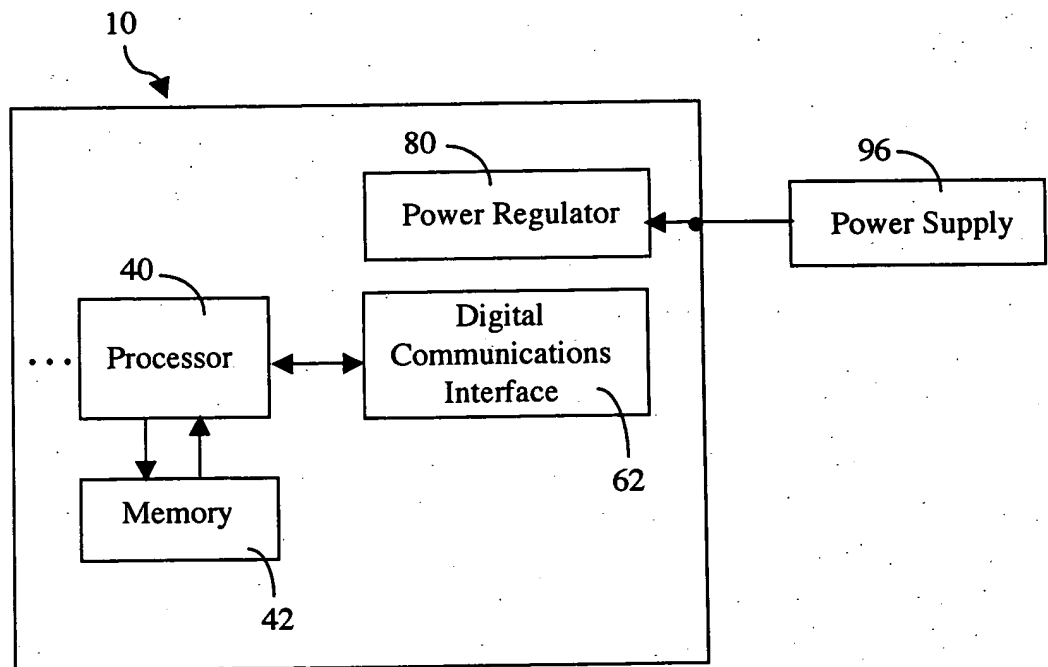 10
80
96
Power Regulator
Power Supply
40
Digital
Communications
Interface
... Processor
62
Memory
42